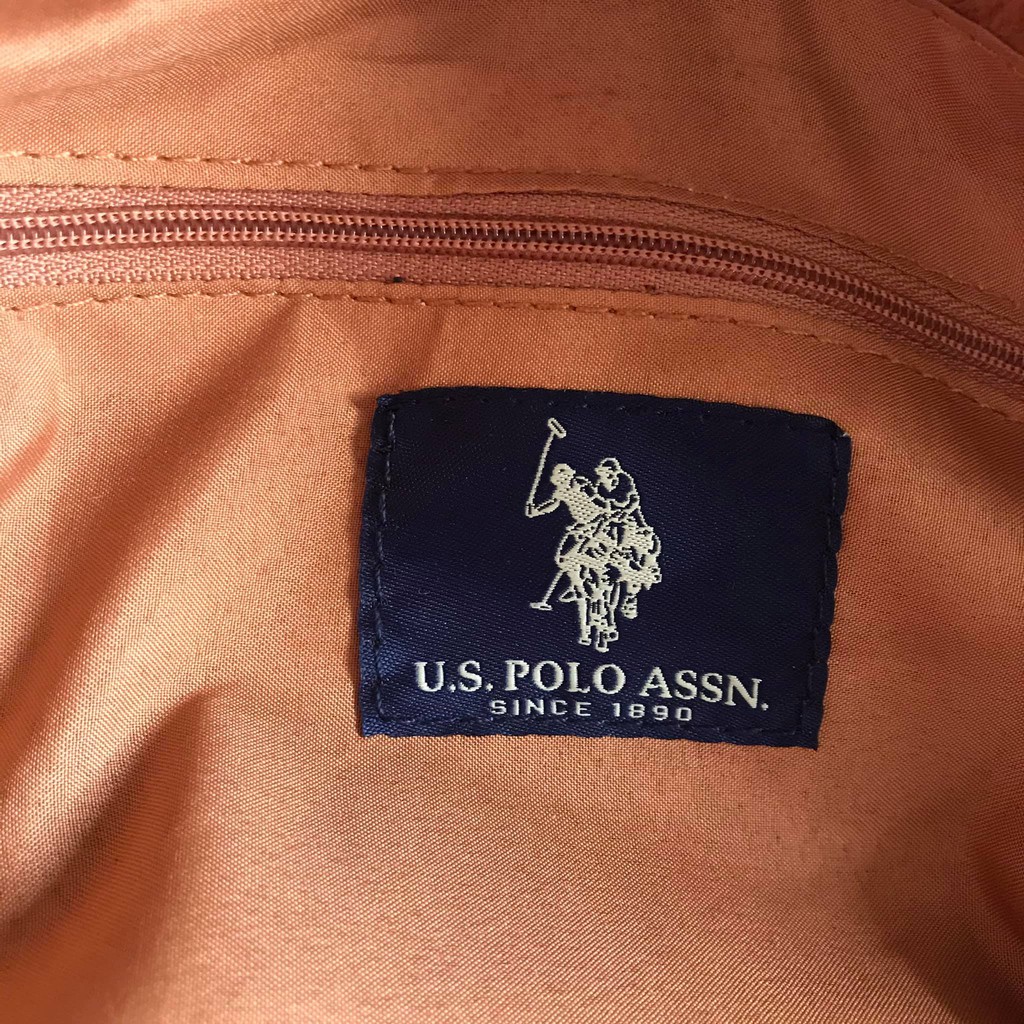 U.S. POLO ASSN.
SINCE 1890